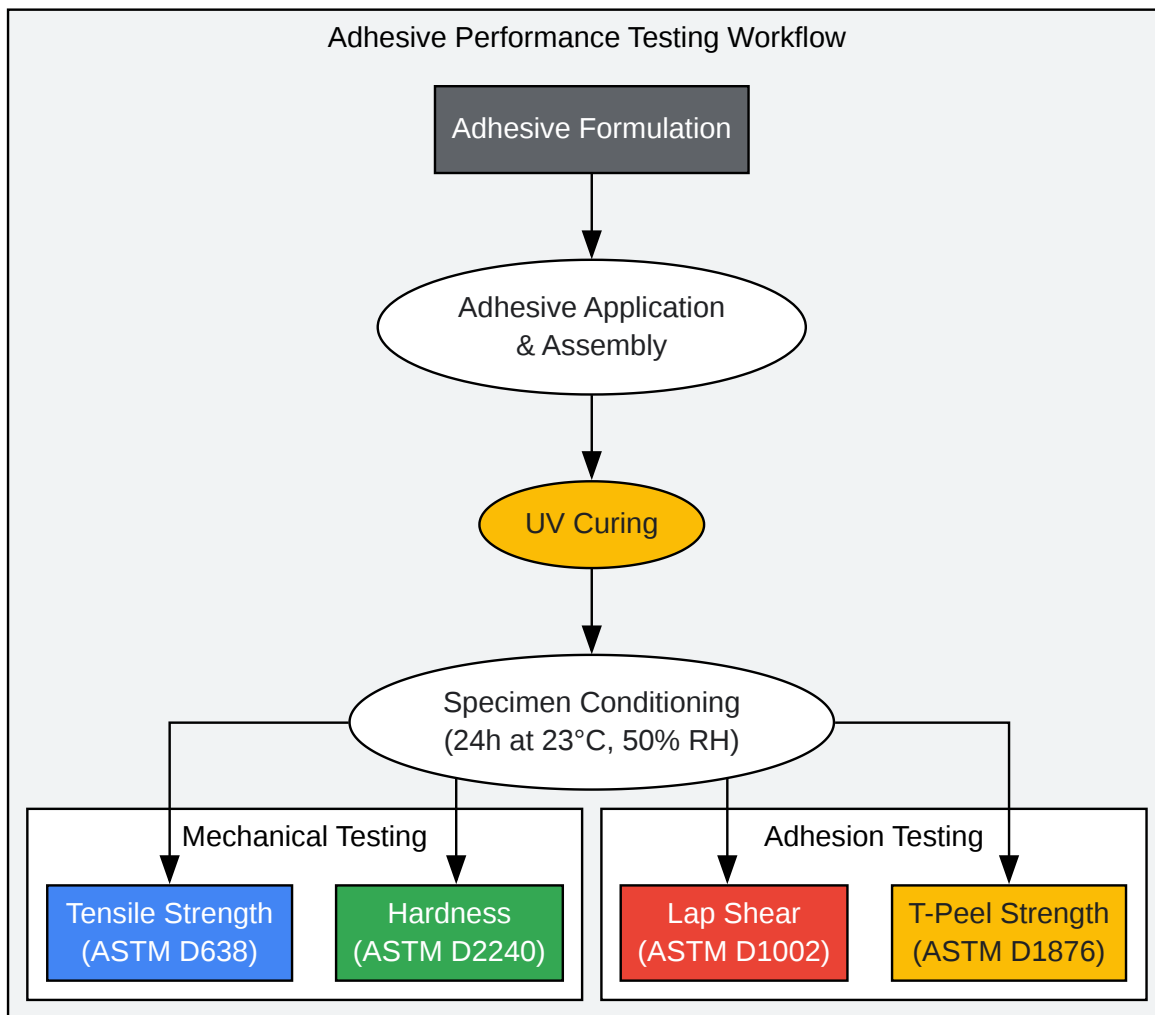 Adhesive Performance Testing Workflow
Adhesive Formulation
Adhesive Application
& Assembly
UV Curing
Specimen Conditioning
(24h at 23°C, 50% RH)
Mechanical Testing
Tensile Strength
(ASTM D638)
Hardness
(ASTM D2240)
Adhesion Testing
Lap Shear
(ASTM D1002)
T-Peel Strength
(ASTM D1876)